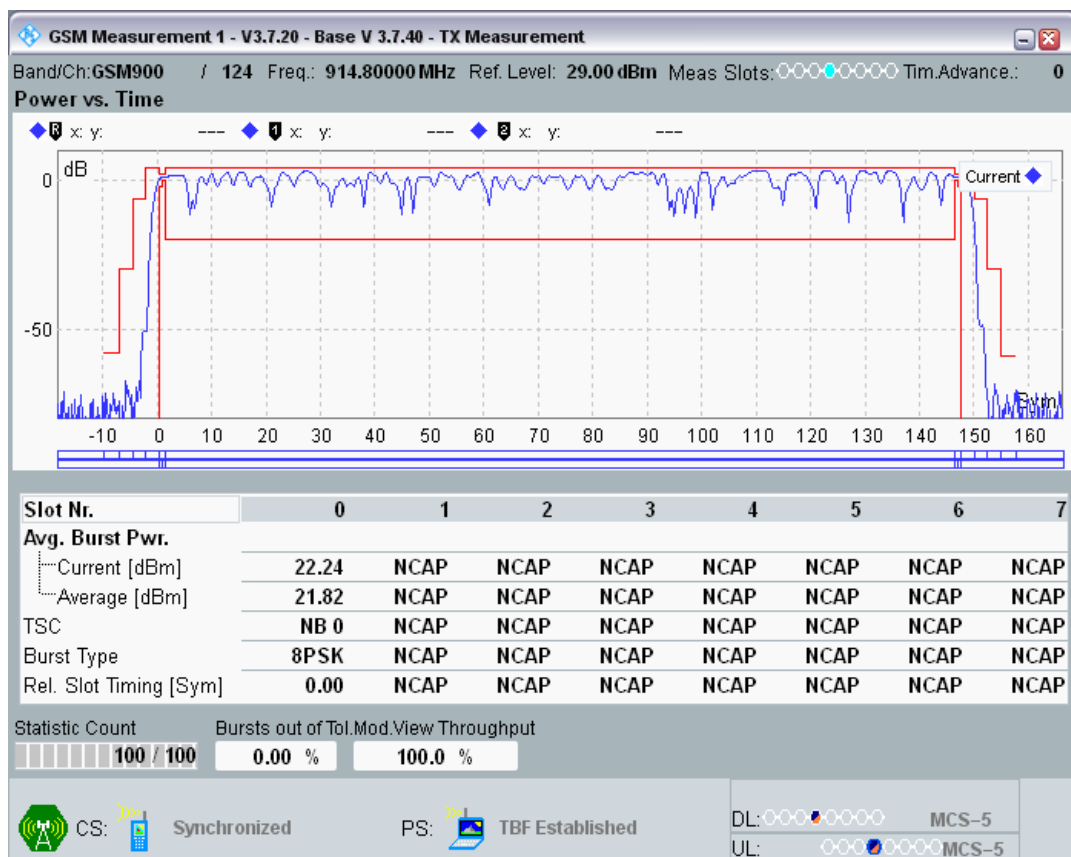 GSM Measurement 1 - V3.7.20 - Base V 3.7.40 - TX Measurement
Band/Ch:GSM900 / 124 Freq.: 914.80000 MHz Ref. Level: 29.00 dBm Meas Slots: Tim.Advance.: 0
Power vs. Time
R x: y: --- 1 x: y: --- 2 x: y: ---
dB
Current
0
-50
Sym
-10 0 10 20 30 40 50 60 70 80 90 100 110 120 130 140 150 160
Slot Nr. 0 1 2 3 4 5 6 7
Avg. Burst Pwr.
Current [dBm] 22.24 NCAP NCAP NCAP NCAP NCAP NCAP NCAP
Average [dBm] 21.82 NCAP NCAP NCAP NCAP NCAP NCAP NCAP
TSC NB 0 NCAP NCAP NCAP NCAP NCAP NCAP NCAP
Burst Type 8PSK NCAP NCAP NCAP NCAP NCAP NCAP NCAP
Rel. Slot Timing [Sym] 0.00 NCAP NCAP NCAP NCAP NCAP NCAP NCAP
Statistic Count Bursts out of Tol.Mod.View Throughput
100 / 100 0.00 % 100.0 %
CS: Synchronized PS: TBF Established DL: MCS-5
UL: MCS-5